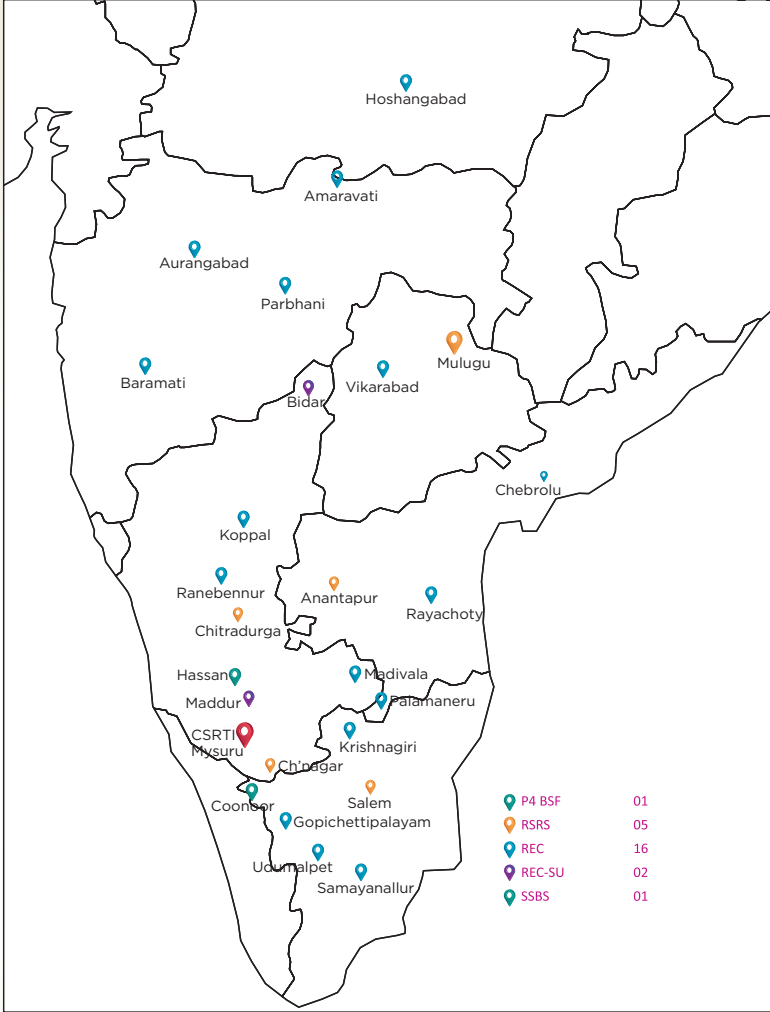 Hoshangabad
Amaravati
Aurangabad
Parbhani
Mulugu
Baramati
Vikarabad
Bidar
Chebrolu
Koppal
Ranebennur
Anantapur
Rayachoty
Chitradurga
Hassan
Madivala
Maddur
Palamaneru
CSRTI
Mysuru
Krishnagiri
Ch'nagar
Coonoor
Salem
Gopichettipalayam
Udumalpet
Samayanallur
P4 BSF 01
RSRS 05
REC 16
REC-SU 02
SSBS 01